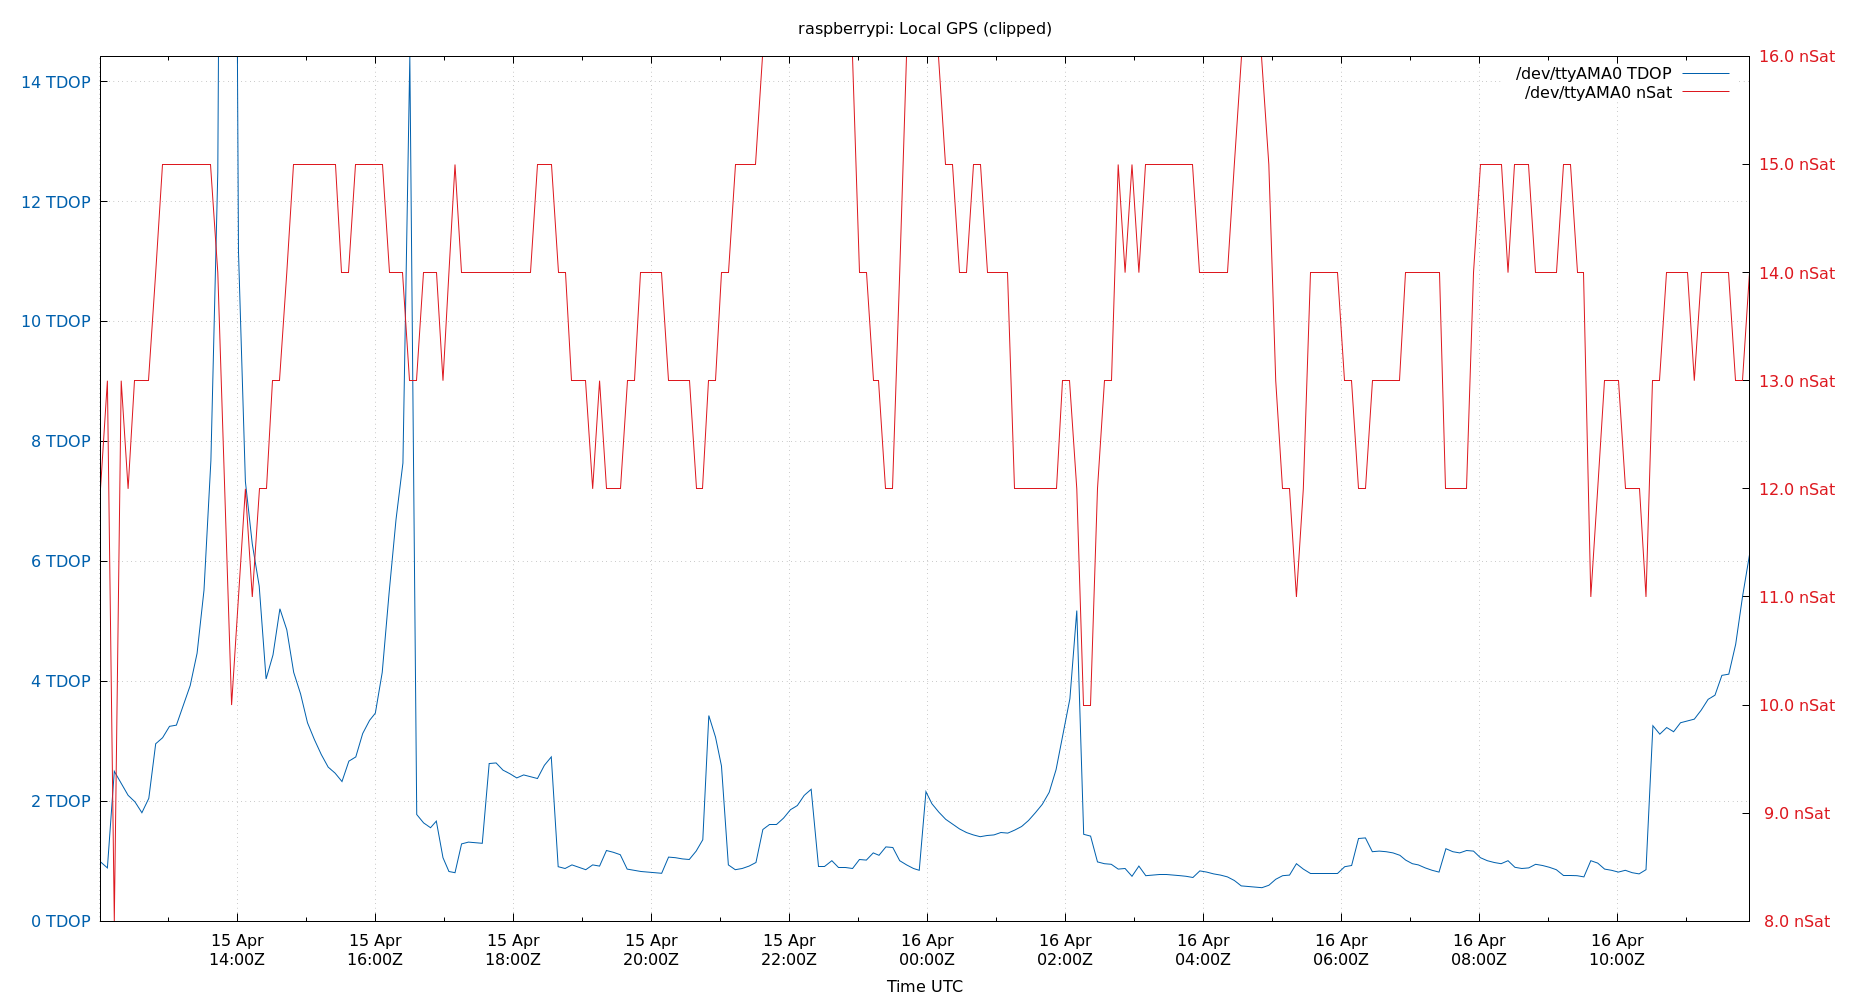 raspberrypi: Local GPS (clipped)
/dev/ttyAMA0 TDOP
/dev/ttyAMA0 nSat
14 TDOP
12 TDOP
10 TDOP
8 TDOP
6 TDOP
4 TDOP
2 TDOP
0 TDOP
16.0 nSat
15.0 nSat
14.0 nSat
13.0 nSat
12.0 nSat
11.0 nSat
10.0 nSat
9.0 nSat
8.0 nSat
15 Apr
14:00Z
15 Apr
16:00Z
15 Apr
18:00Z
15 Apr
20:00Z
15 Apr
22:00Z
16 Apr
00:00Z
16 Apr
02:00Z
16 Apr
04:00Z
16 Apr
06:00Z
16 Apr
08:00Z
16 Apr
10:00Z
Time UTC